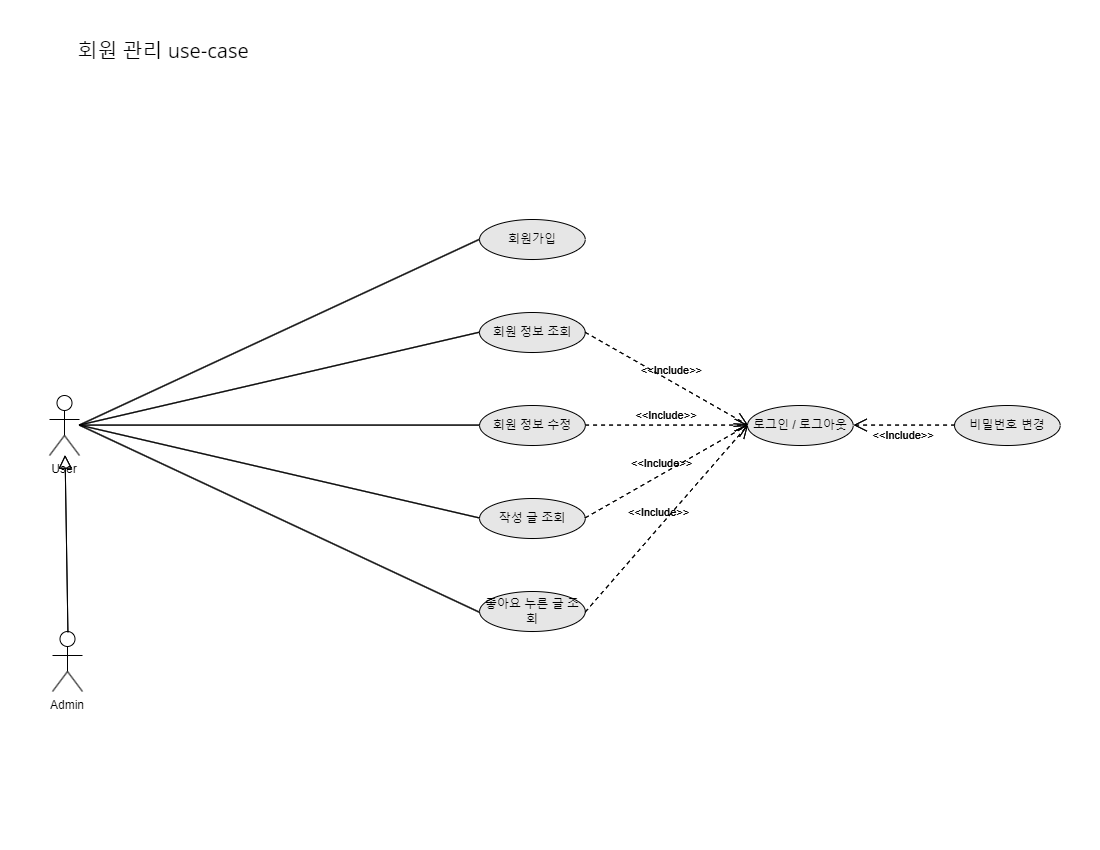 회원 관리 use-case
회원가입
회원 정보 조회
<<Include>>
회원 정보 수정
<<Include>>
로그인 / 로그아웃
<<Include>>
비밀번호 변경
User
<<Include>>
작성 글 조회
<<Include>>
좋아요 누른 글 조
회
Admin